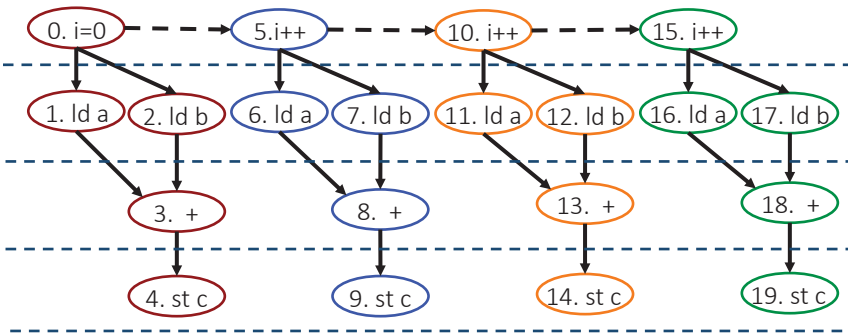 0. i=0
5.i++
10. i++
15. i++
1. ld a
2. ld b
6. ld a
7. ld b
11. ld a
12. ld b
16. ld a
17. ld b
3. +
8. +
13. +
18. +
4. st c
9. st c
14. st c
19. st c